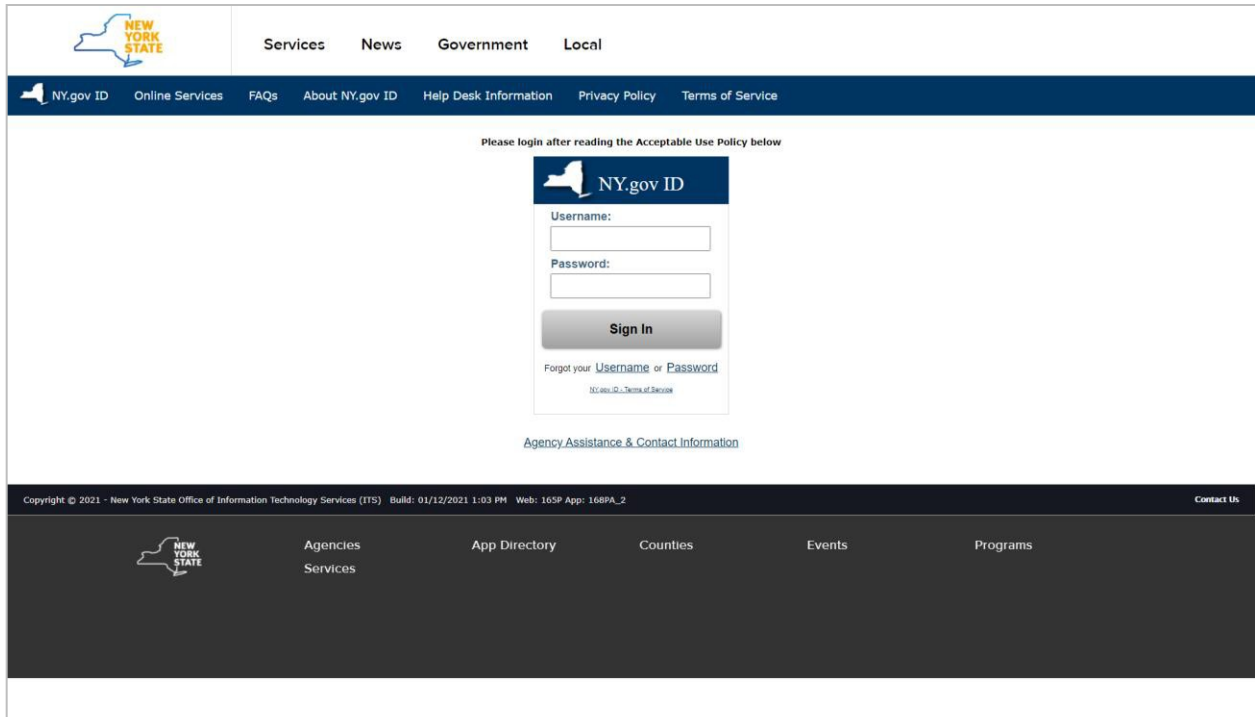 NEW
YORK
STATE
Services News Government Local
NY.gov ID Online Services FAQs About NY.gov ID Help Desk Information Privacy Policy Terms of Service
Please login after reading the Acceptable Use Policy below
NY.gov ID
Username:
Password:
Sign In
Forgot your Username or Password
NY.gov ID - Terms of Service
Agency Assistance & Contact Information
Copyright © 2021 - New York State Office of Information Technology Services (ITS) Build: 01/12/2021 1:03 PM Web: 165P App: 168PA_2 Contact Us
NEW
YORK
STATE
Agencies App Directory Counties Events Programs
Services